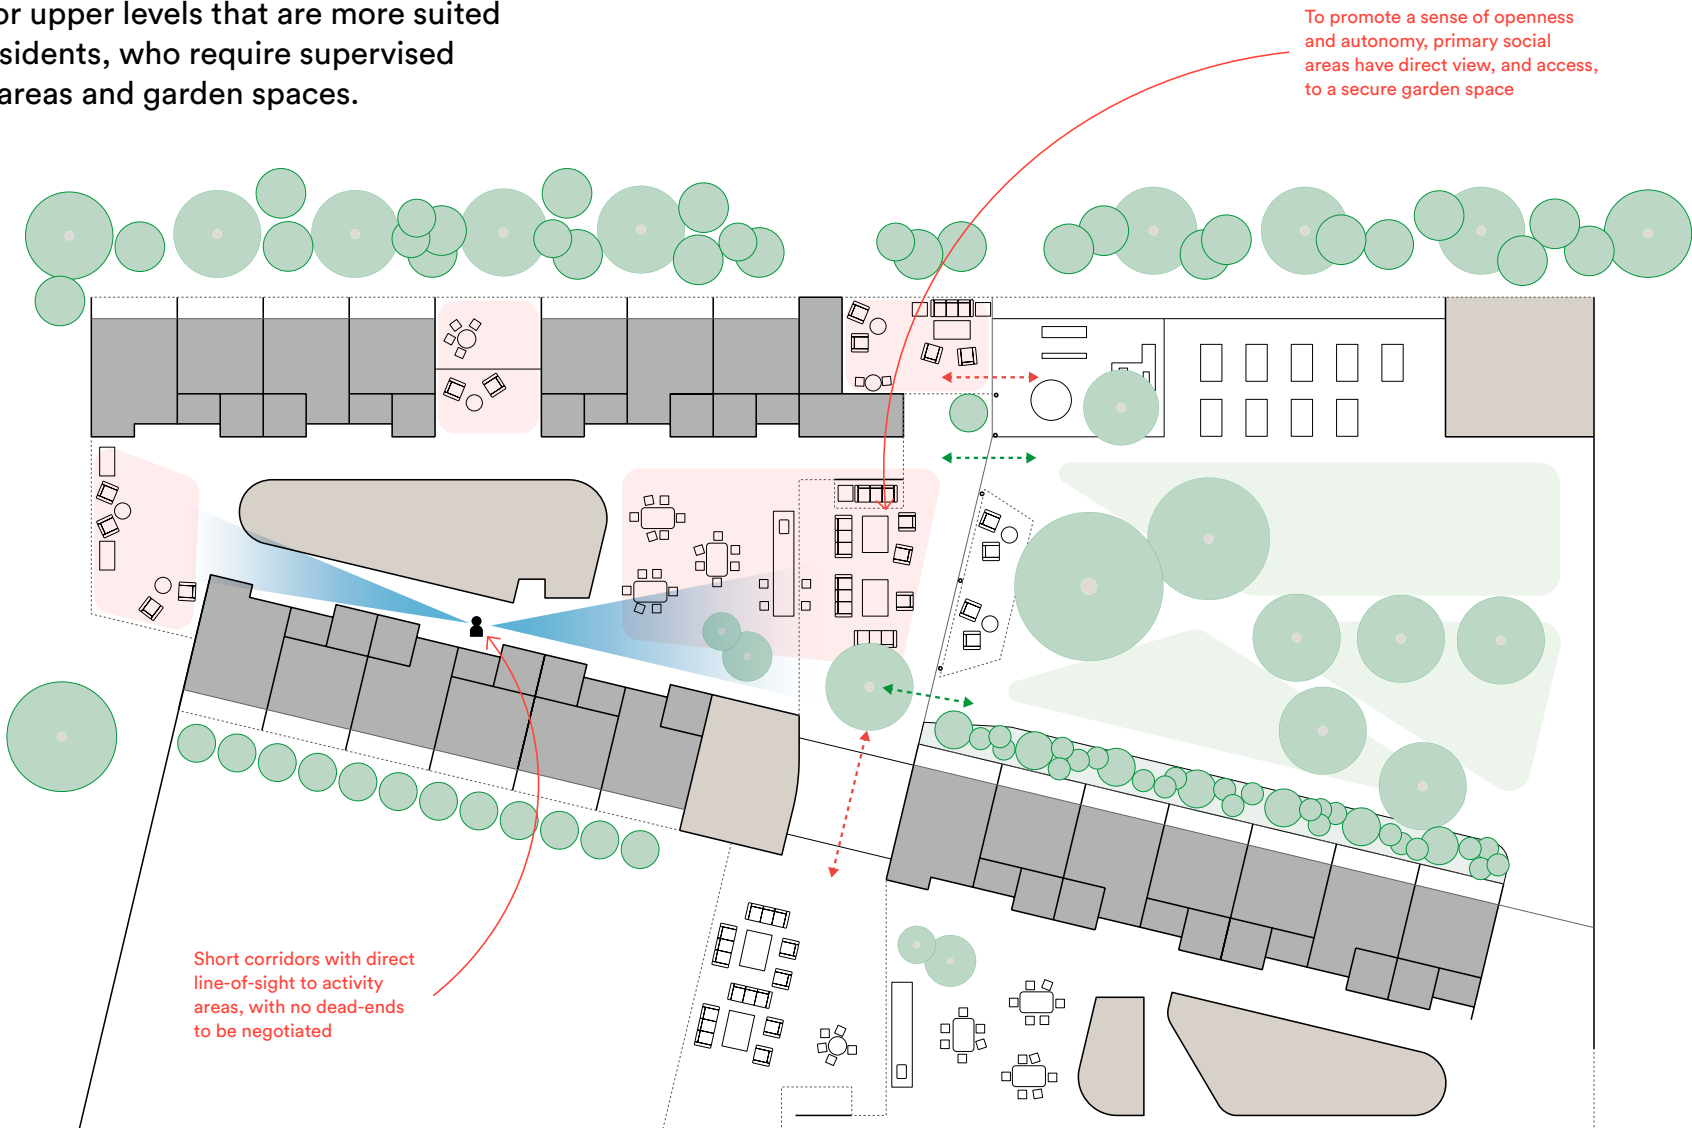 or upper levels that are more suited
sidents, who require supervised
areas and garden spaces.
To promote a sense of openness
and autonomy, primary social
areas have direct view, and access,
to a secure garden space
Short corridors with direct
line-of-sight to activity
areas, with no dead-ends
to be negotiated